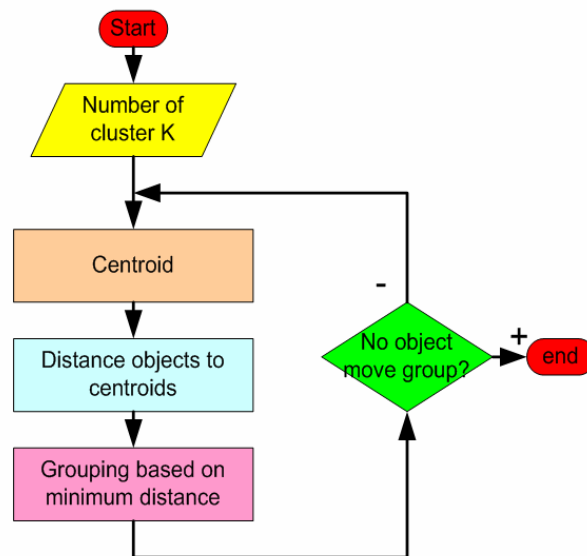 Start
Number of
cluster K
Centroid
Distance objects to
centroids
Grouping based on
minimum distance
-
No object
move group?
+
end